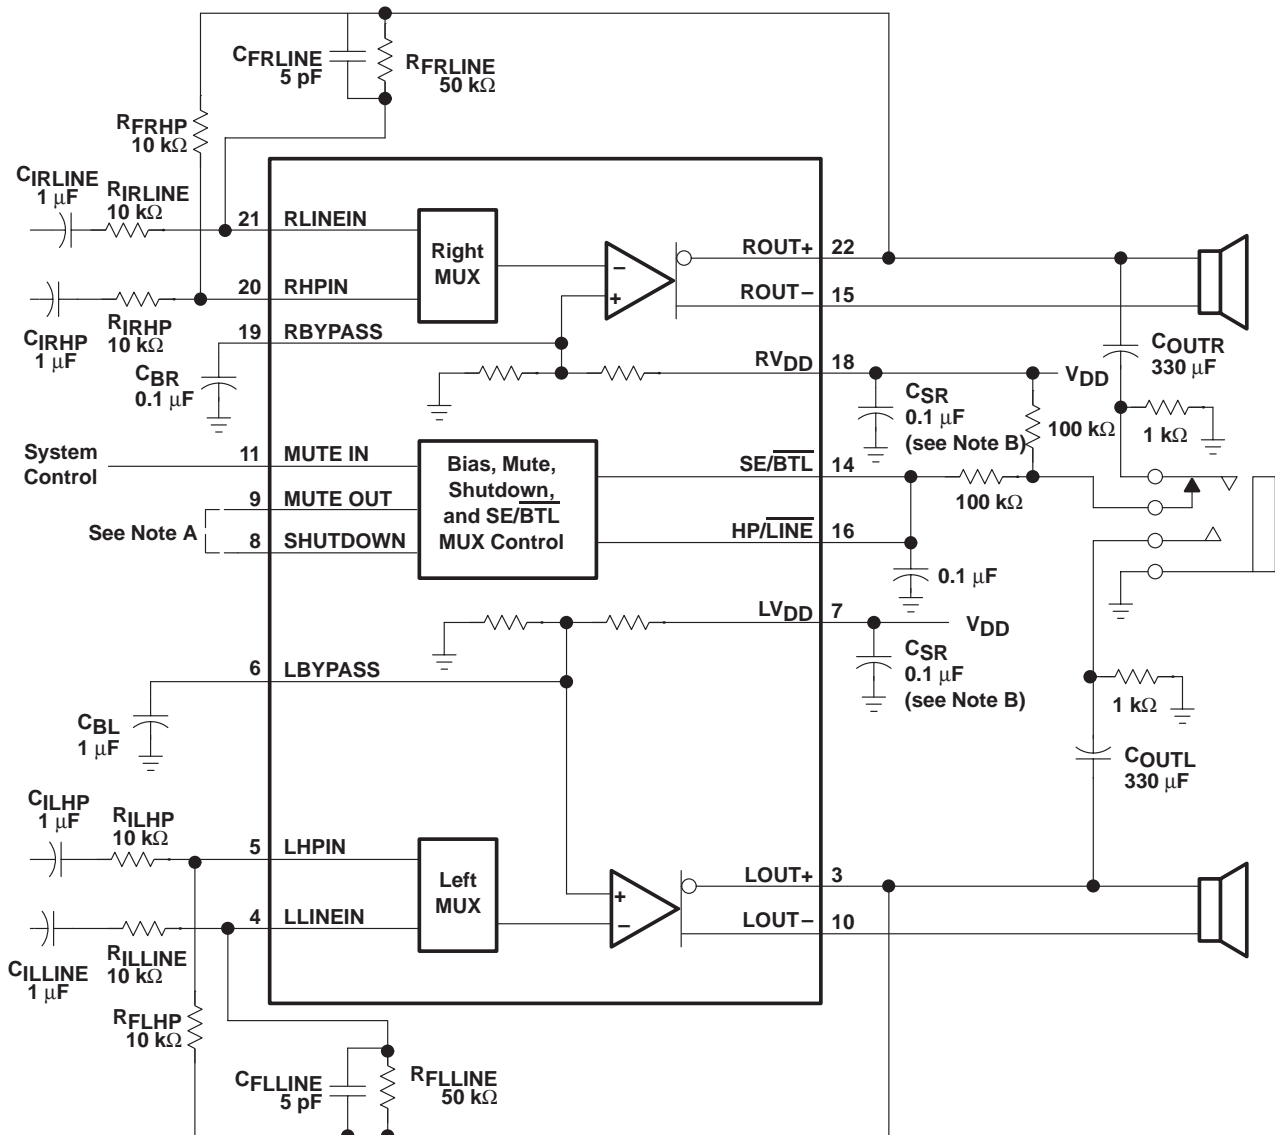 CFRLINE
5 pF
RFRLINE
50 kΩ
RFRHP
10 kΩ
CIRLINE
1 µF
RIRLINE
10 kΩ
21 RLINEIN
Right
MUX
−
+
ROUT+ 22
ROUT− 15
20 RHPIN
CIRHP
1 µF
RIRHP
10 kΩ
19 RBYPASS
CBR
0.1 µF
RVDD 18
VDD
CSR
0.1 µF
(see Note B)
100 kΩ
COUTR
330 µF
1 kΩ
System
Control
11 MUTE IN
9 MUTE OUT
See Note A
8 SHUTDOWN
Bias, Mute,
Shutdown,
and SE/BTL
MUX Control
SE/BTL 14
100 kΩ
HP/LINE 16
0.1 µF
LVDD 7
VDD
CSR
0.1 µF
(see Note B)
6 LBYPASS
CBL
1 µF
1 kΩ
COUTL
330 µF
CILHP
1 µF
RILHP
10 kΩ
5 LHPIN
Left
MUX
+
−
LOUT+ 3
LOUT− 10
4 LLINEIN
CILLINE
1 µF
RILLINE
10 kΩ
RFLHP
10 kΩ
CFLLINE
5 pF
RFLLINE
50 kΩ